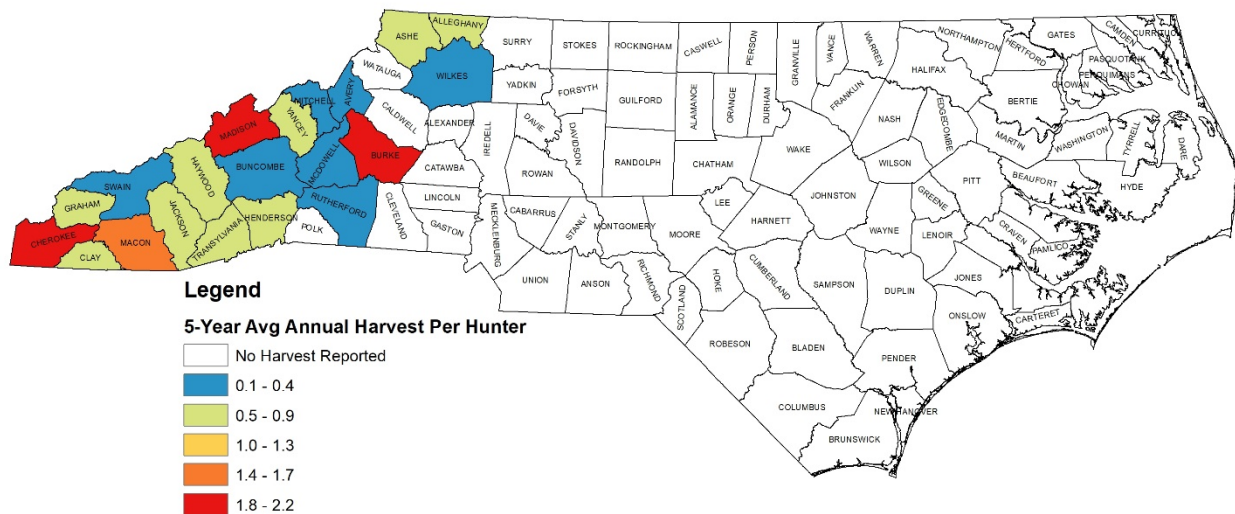 ALLEGHANY
ASHE
SURRY
STOKES
ROCKINGHAM
CASWELL
PERSON
GRANVILLE
VANCE
WARREN
NORTHAMPTON
HERTFORD
GATES
CAMDEN
CURRITUCK
PASQUOTANK
PERQUIMANS
CHOWAN
WATAUGA
WILKES
YADKIN
FORSYTH
GUILFORD
ALAMANCE
ORANGE
DURHAM
FRANKLIN
HALIFAX
BERTIE
MITCHELL
AVERY
CALDWELL
ALEXANDER
IREDELL
DAVIE
DAVIDSON
NASH
EDGECOMBE
MARTIN
WASHINGTON
TYRRELL
DARE
MADISON
YANCEY
BURKE
MCDOWELL
CATAWBA
ROWAN
RANDOLPH
CHATHAM
WAKE
WILSON
PITT
BEAUFORT
HYDE
SWAIN
HAYWOOD
BUNCOMBE
RUTHERFORD
LINCOLN
LEE
JOHNSTON
GREENE
GRAHAM
JACKSON
TRANSYLVANIA
HENDERSON
POLK
CLEVELAND
GASTON
MECKLENBURG
CABARRUS
STANLY
MONTGOMERY
MOORE
HARNETT
WAYNE
LENOIR
CRAVEN
PAMLICO
CHEROKEE
MACON
CLAY
UNION
ANSON
RICHMOND
SCOTLAND
HOKE
CUMBERLAND
SAMPSON
DUPLIN
JONES
ONSLOW
CARTERET
ROBESON
BLADEN
PENDER
COLUMBUS
NEW HANOVER
BRUNSWICK
Legend
5-Year Avg Annual Harvest Per Hunter
No Harvest Reported
0.1 - 0.4
0.5 - 0.9
1.0 - 1.3
1.4 - 1.7
1.8 - 2.2